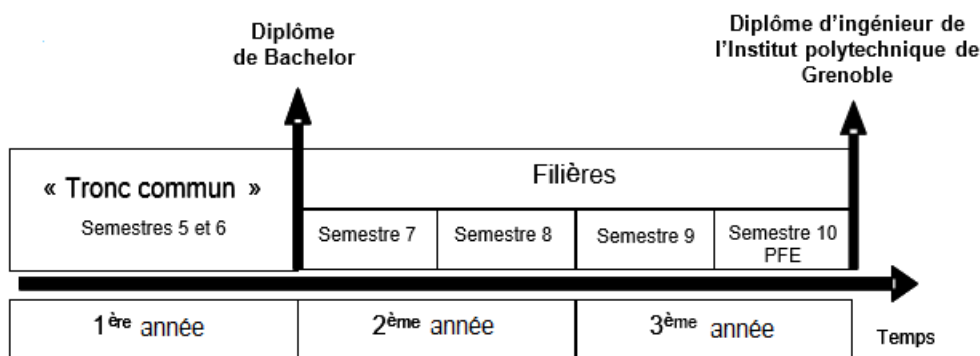 Diplôme
de Bachelor
Diplôme d'ingénieur de
l'Institut polytechnique de
Grenoble
« Tronc commun »
Semestres 5 et 6
Filières
Semestre 7
Semestre 8
Semestre 9
Semestre 10
PFE
1ère année
2ème année
3ème année
Temps